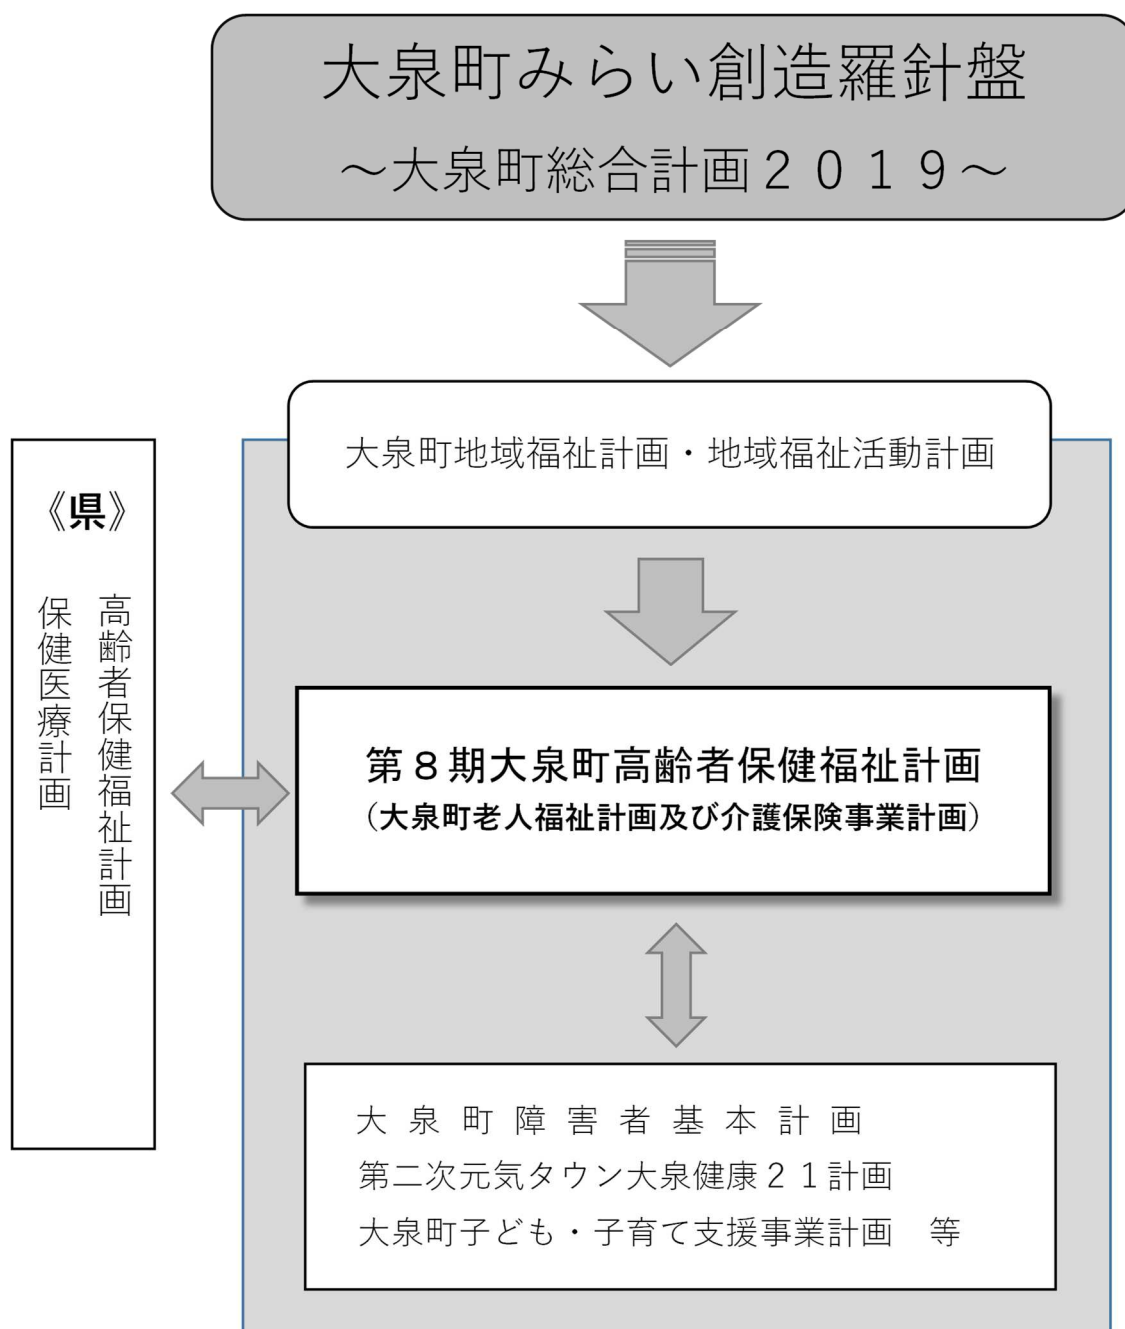 大泉町みらい創造羅針盤
～大泉町総合計画２０１９～
大泉町地域福祉計画・地域福祉活動計画
《県》
高齢者保健福祉計画
保健医療計画
第８期大泉町高齢者保健福祉計画
（大泉町老人福祉計画及び介護保険事業計画）
大泉町障害者基本計画
第二次元気タウン大泉健康２１計画
大泉町子ども・子育て支援事業計画　等